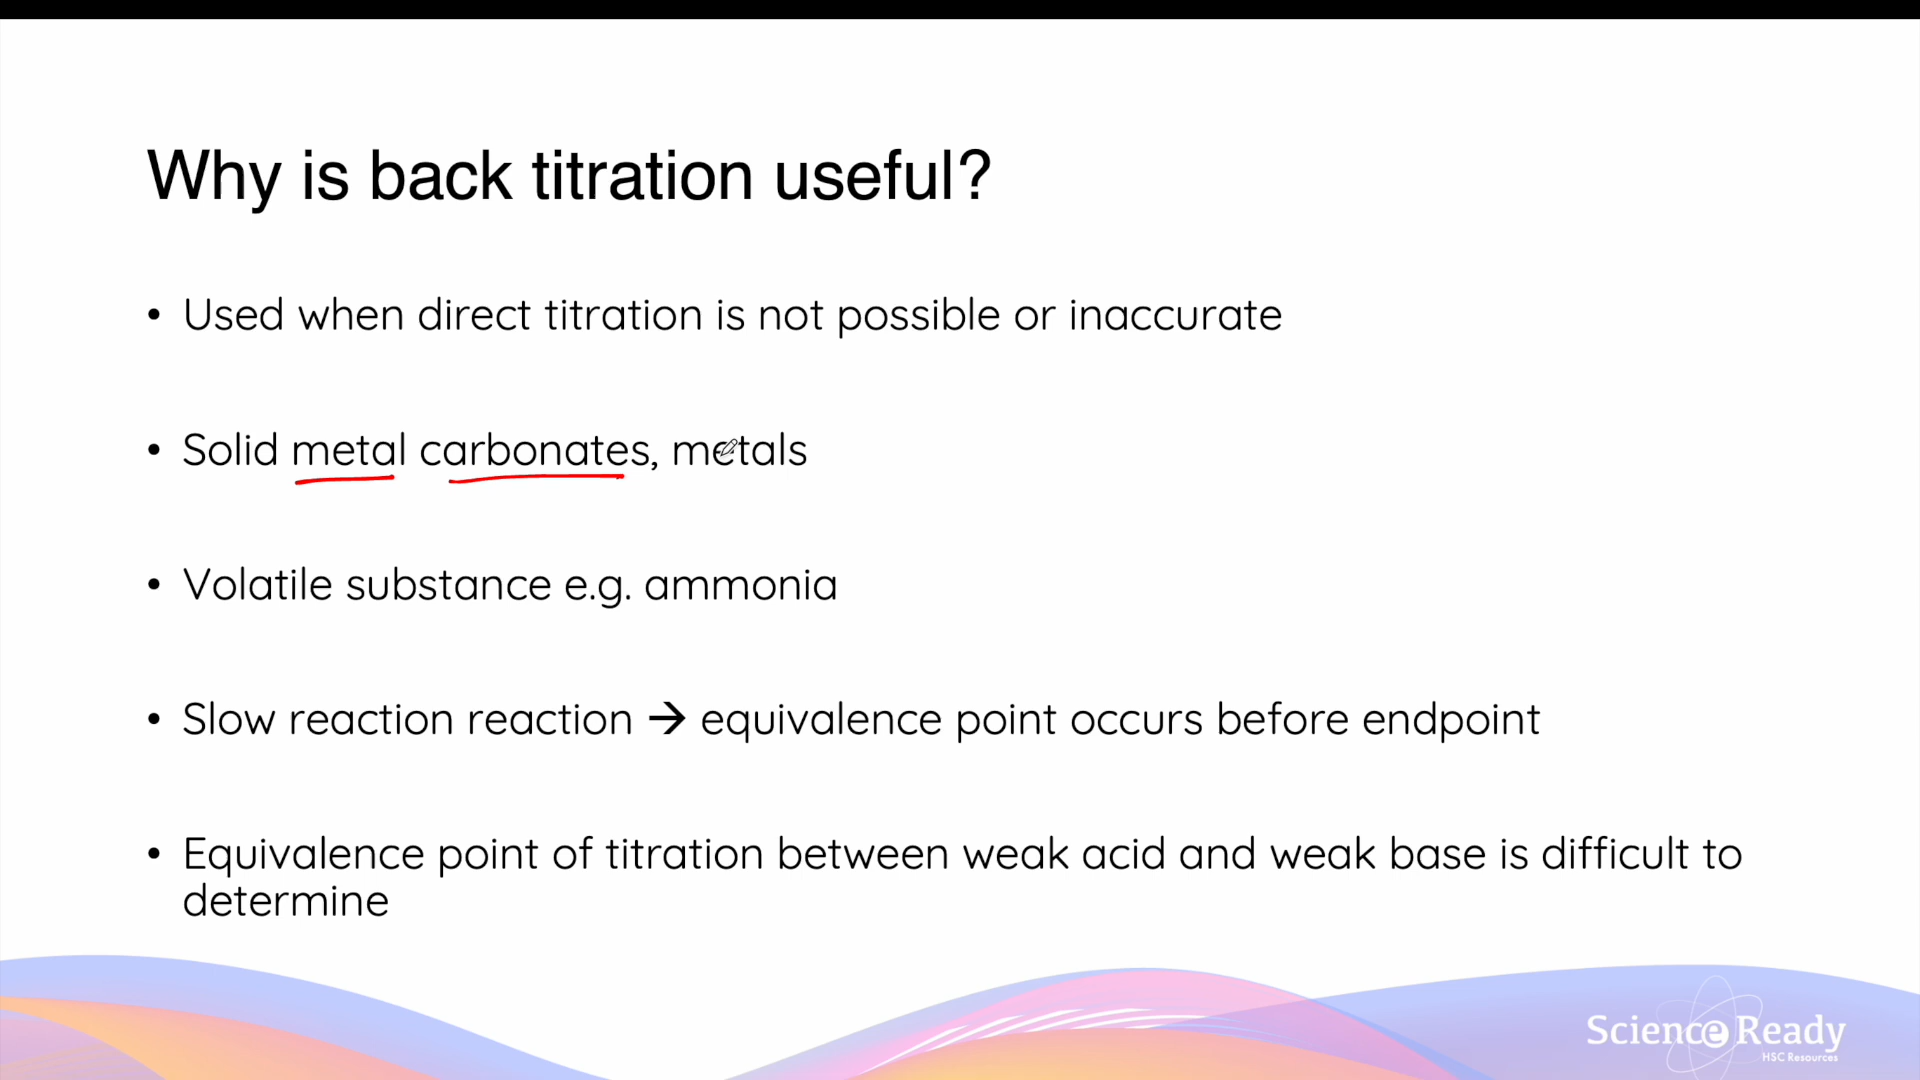 Why is back titration useful?
• Used when direct titration is not possible or inaccurate
• Solid metal carbonates, metals
• Volatile substance e.g. ammonia
• Slow reaction reaction → equivalence point occurs before endpoint
• Equivalence point of titration between weak acid and weak base is difficult to
determine
Science Ready
HSC Resources